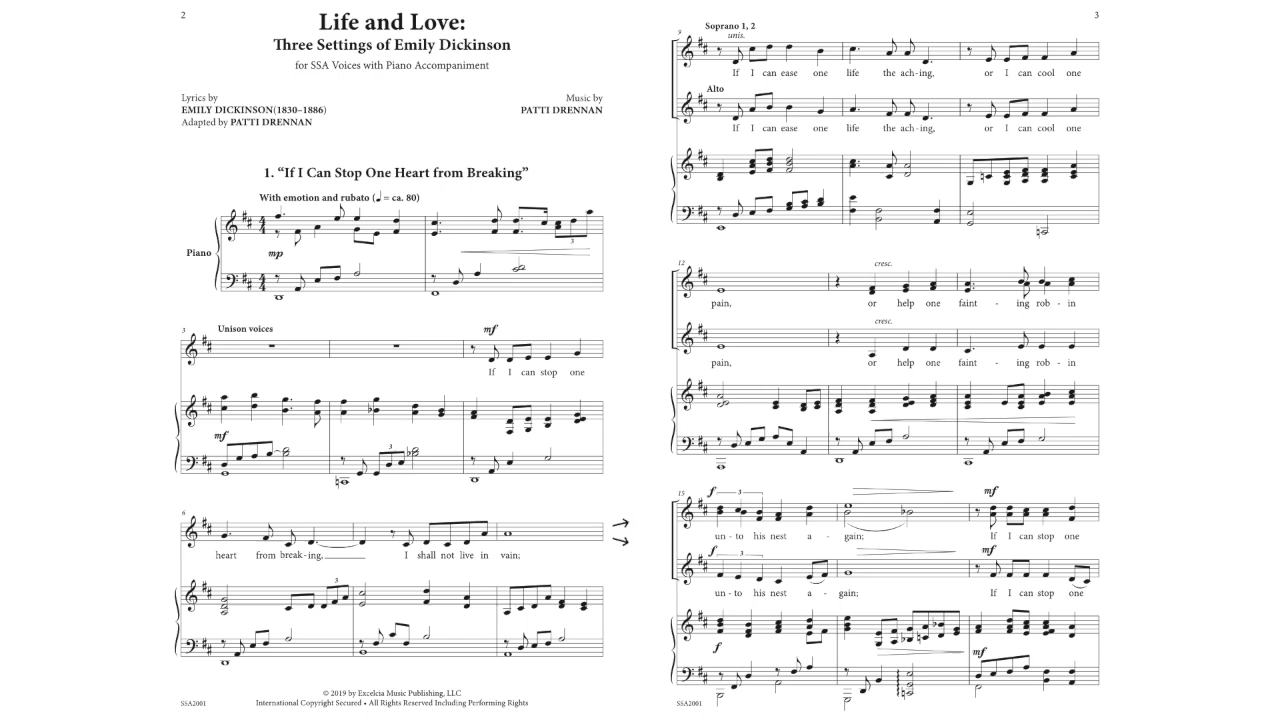 2
Life and Love:
Three Settings of Emily Dickinson
for SSA Voices with Piano Accompaniment
Lyrics by
EMILY DICKINSON(1830–1886)
Adapted by PATTI DRENNAN
Music by
PATTI DRENNAN
1. “If I Can Stop One Heart from Breaking”
With emotion and rubato (♩ = ca. 80)
Piano
mp
3
3
Unison voices
mf
If I can stop one
mf
3
6
heart from break - ing, I shall not live in vain;
3
© 2019 by Excelcia Music Publishing, LLC
International Copyright Secured • All Rights Reserved Including Performing Rights
SSA2001
3
Soprano 1, 2
9
unis.
If I can ease one life the ach - ing, or I can cool one
Alto
If I can ease one life the ach - ing, or I can cool one
12
cresc.
pain, or help one faint - ing rob - in
cresc.
pain, or help one faint - ing rob - in
15
f
3
mf
un - to his nest a - gain; If I can stop one
f
3
mf
un - to his nest a - gain; If I can stop one
f
mf
SSA2001